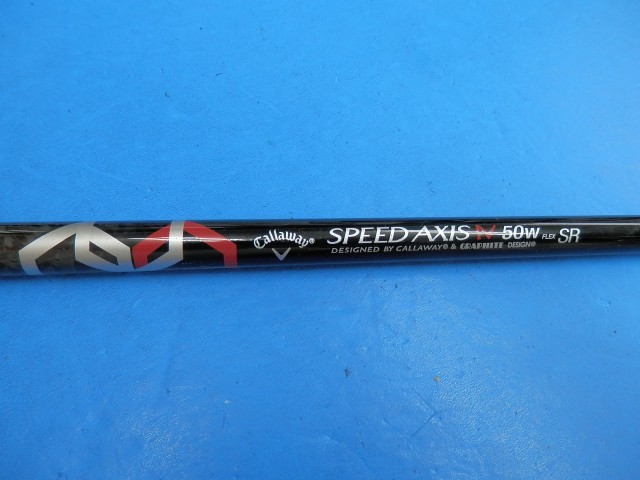 Callaway®
SPEED AXIS 50W FLEX SR
DESIGNED BY CALLAWAY® & GRAPHITE DESIGN®